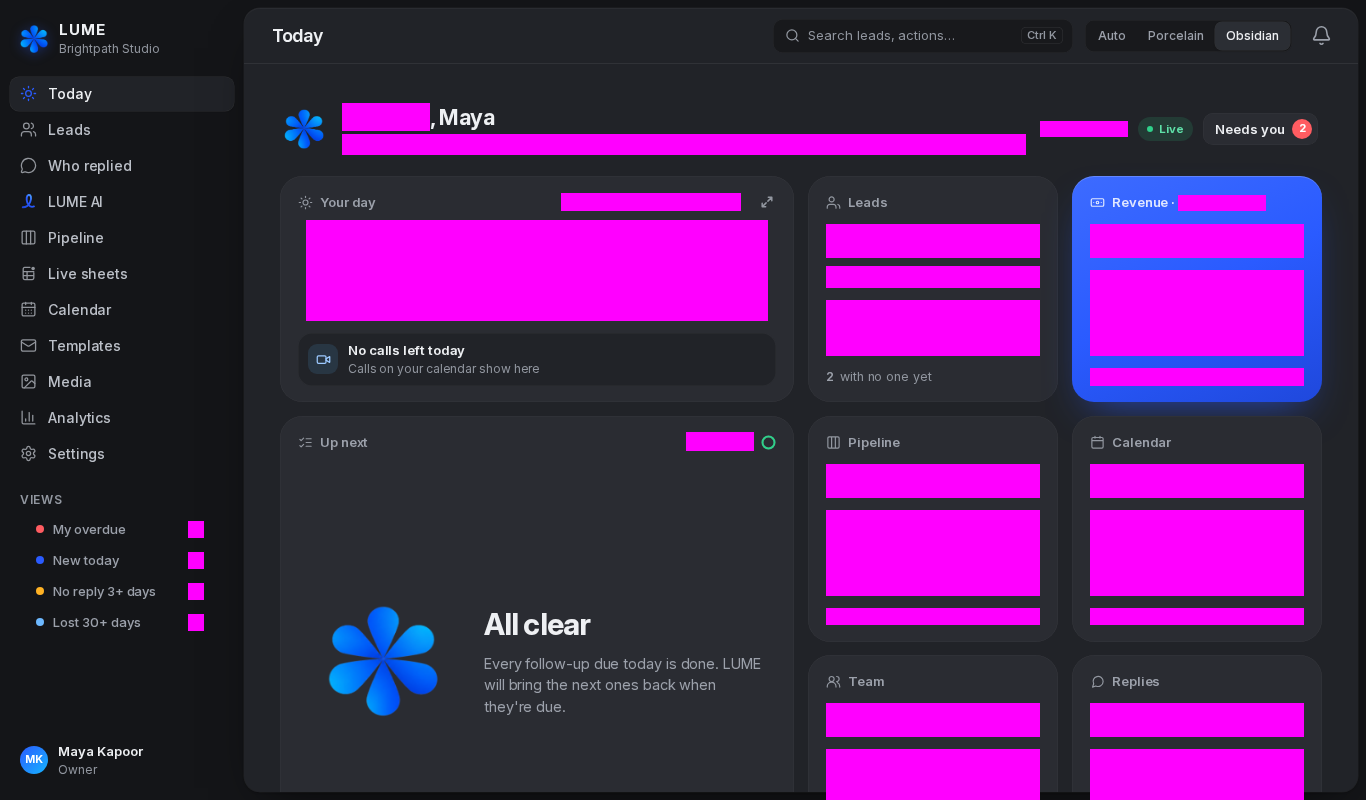 LUME
Brightpath Studio
Today
Leads
Who replied
LUME AI
Pipeline
Live sheets
Calendar
Templates
Media
Analytics
Settings
VIEWS
My overdue
New today
No reply 3+ days
Lost 30+ days
MK
Maya Kapoor
Owner
Today
Search leads, actions…
Ctrl K
Auto
Porcelain
Obsidian
, Maya
Live
Needs you 2
Your day
No calls left today
Calls on your calendar show here
Leads
2 with no one yet
Revenue ·
Up next
All clear
Every follow-up due today is done. LUME
will bring the next ones back when
they're due.
Pipeline
Calendar
Team
Replies